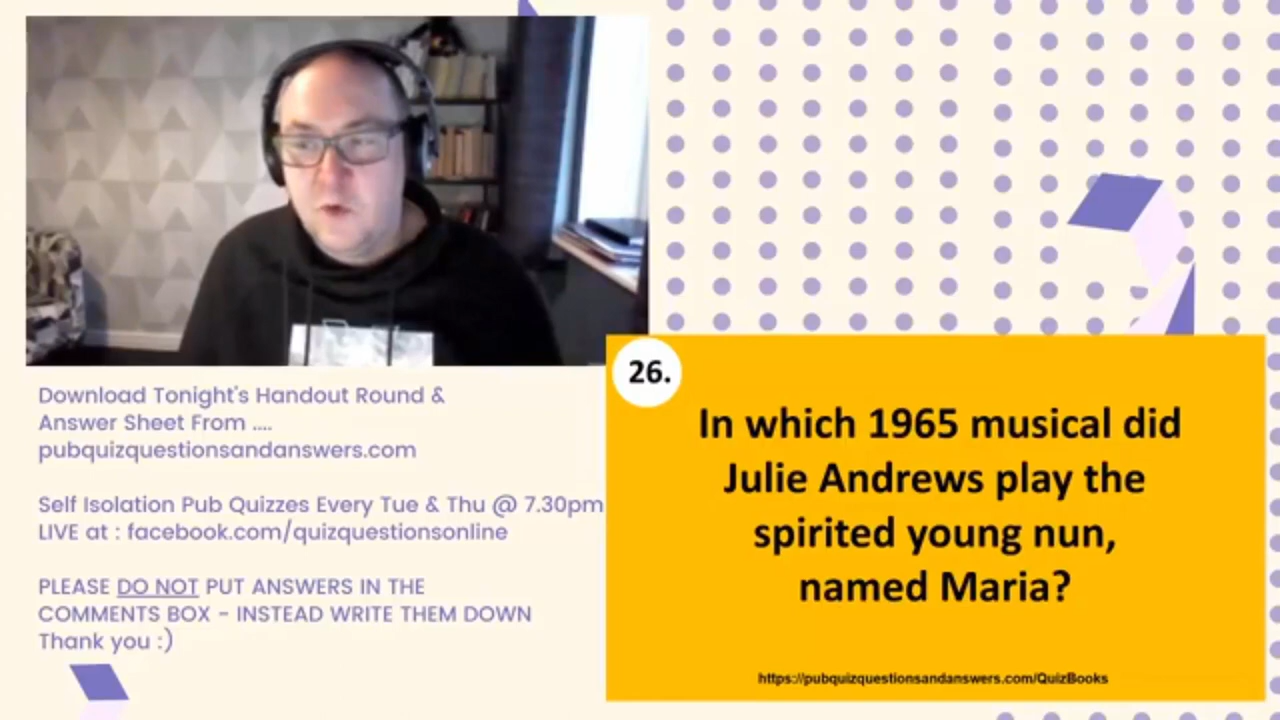 Download Tonight's Handout Round &
Answer Sheet From ....
pubquizquestionsandanswers.com
Self Isolation Pub Quizzes Every Tue & Thu @ 7.30pm
LIVE at : facebook.com/quizquestionsonline
PLEASE DO NOT PUT ANSWERS IN THE
COMMENTS BOX - INSTEAD WRITE THEM DOWN
Thank you :)
26.
In which 1965 musical did
Julie Andrews play the
spirited young nun,
named Maria?
https://pubquizquestionsandanswers.com/QuizBooks